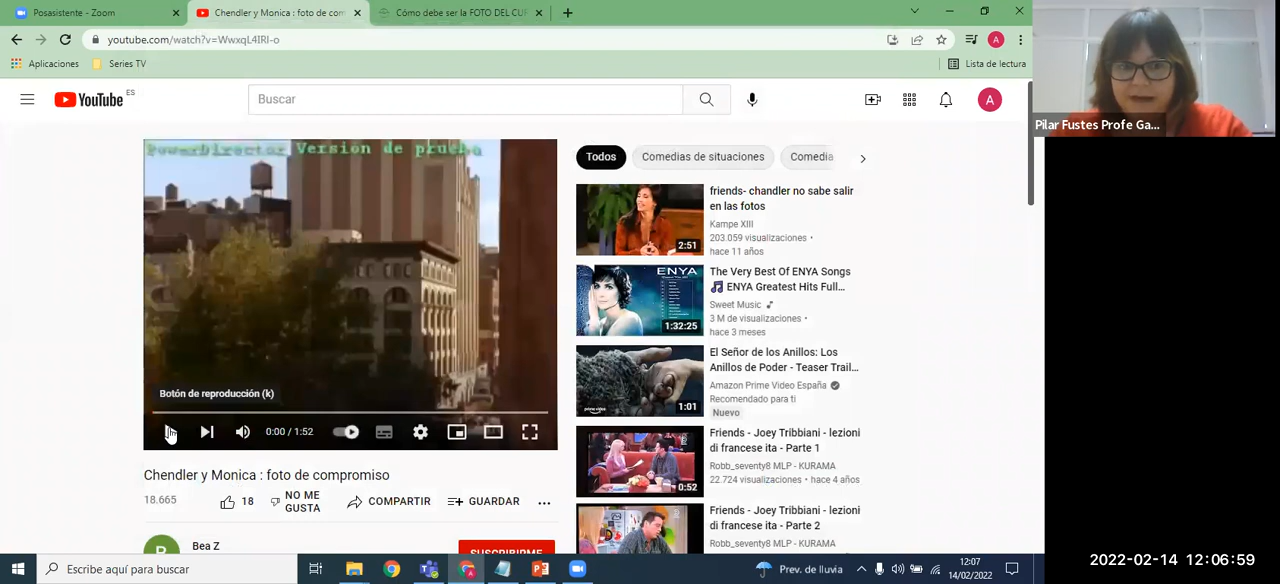 Posasistente - Zoom
Chendler y Monica : foto de com
Cómo debe ser la FOTO DEL CUR
youtube.com/watch?v=WwxqL4IRI-o
Aplicaciones
Series TV
Lista de lectura
Pilar Fustes Profe Ga...
YouTube ES
Buscar
A
PowerDirector Versión de prueba
Botón de reproducción (k)
0:00 / 1:52
Chendler y Monica : foto de compromiso
18.665
18
NO ME
GUSTA
COMPARTIR
GUARDAR
Bea Z
SUSCRIBIRME
Todos
Comedias de situaciones
Comedia
friends- chandler no sabe salir
en las fotos
Kampe XIII
203.059 visualizaciones •
hace 11 años
2:51
The Very Best Of ENYA Songs
ENYA Greatest Hits Full...
Sweet Music
3 M de visualizaciones •
hace 3 meses
ENYA
1:32:25
El Señor de los Anillos: Los
Anillos de Poder - Teaser Trail...
Amazon Prime Video España
Recomendado para ti
Nuevo
prime video
1:01
Friends - Joey Tribbiani - lezioni
di francese ita - Parte 1
Robb_seventy8 MLP - KURAMA
22.724 visualizaciones • hace 4 años
0:52
Friends - Joey Tribbiani - lezioni
di francese ita - Parte 2
Robb_seventy8 MLP - KURAMA
Escribe aquí para buscar
Prev. de lluvia
12:07
14/02/2022
2022-02-14 12:06:59